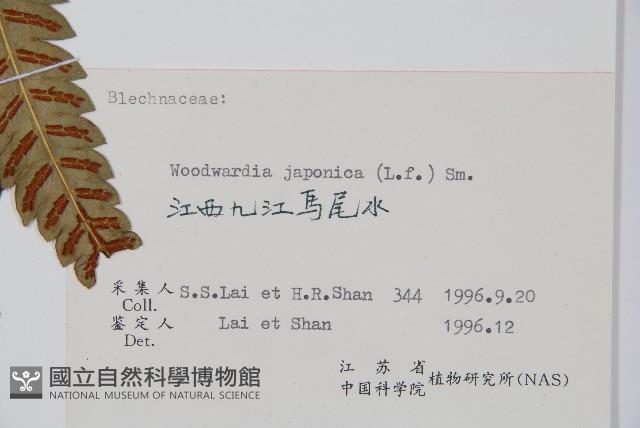 Blechnaceae:
Woodwardia japonica (L.f.) Sm.
江西九江馬尾水
采集人 S.S.Lai et H.R.Shan 344 1996.9.20
Coll.
鉴定人 Lai et Shan 1996.12
Det.
江苏省
中国科学院 植物研究所(NAS)
國立自然科學博物館
NATIONAL MUSEUM OF NATURAL SCIENCE